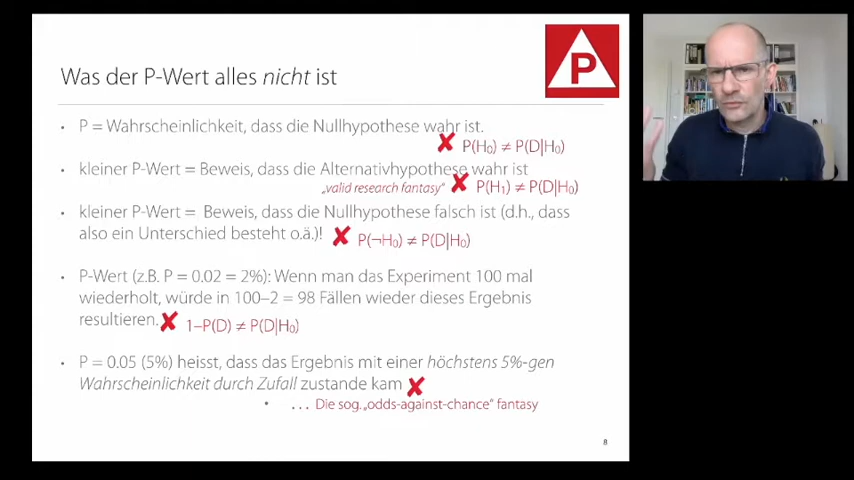 Was der P-Wert alles nicht ist
P
• P = Wahrscheinlichkeit, dass die Nullhypothese wahr ist.
✘ P(H₀) ≠ P(D|H₀)
• kleiner P-Wert = Beweis, dass die Alternativhypothese wahr ist
„valid research fantasy“ ✘ P(H₁) ≠ P(D|H₀)
• kleiner P-Wert = Beweis, dass die Nullhypothese falsch ist (d.h., dass
also ein Unterschied besteht o.ä.)! ✘ P(¬H₀) ≠ P(D|H₀)
• P-Wert (z.B. P = 0.02 = 2%): Wenn man das Experiment 100 mal
wiederholt, würde in 100–2 = 98 Fällen wieder dieses Ergebnis
resultieren. ✘ 1–P(D) ≠ P(D|H₀)
• P = 0.05 (5%) heisst, dass das Ergebnis mit einer höchstens 5%-gen
Wahrscheinlichkeit durch Zufall zustande kam ✘
• . . . Die sog. „odds-against-chance“ fantasy
8